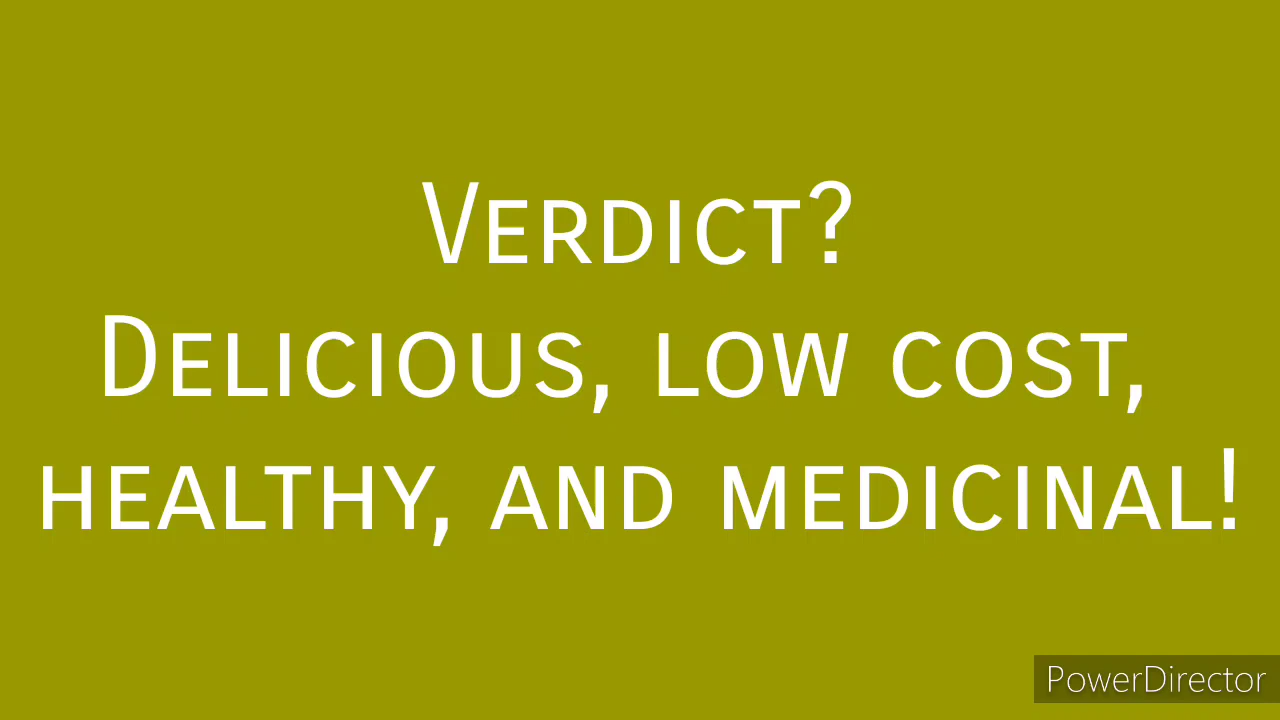 Verdict?
Delicious, low cost,
healthy, and medicinal!
PowerDirector